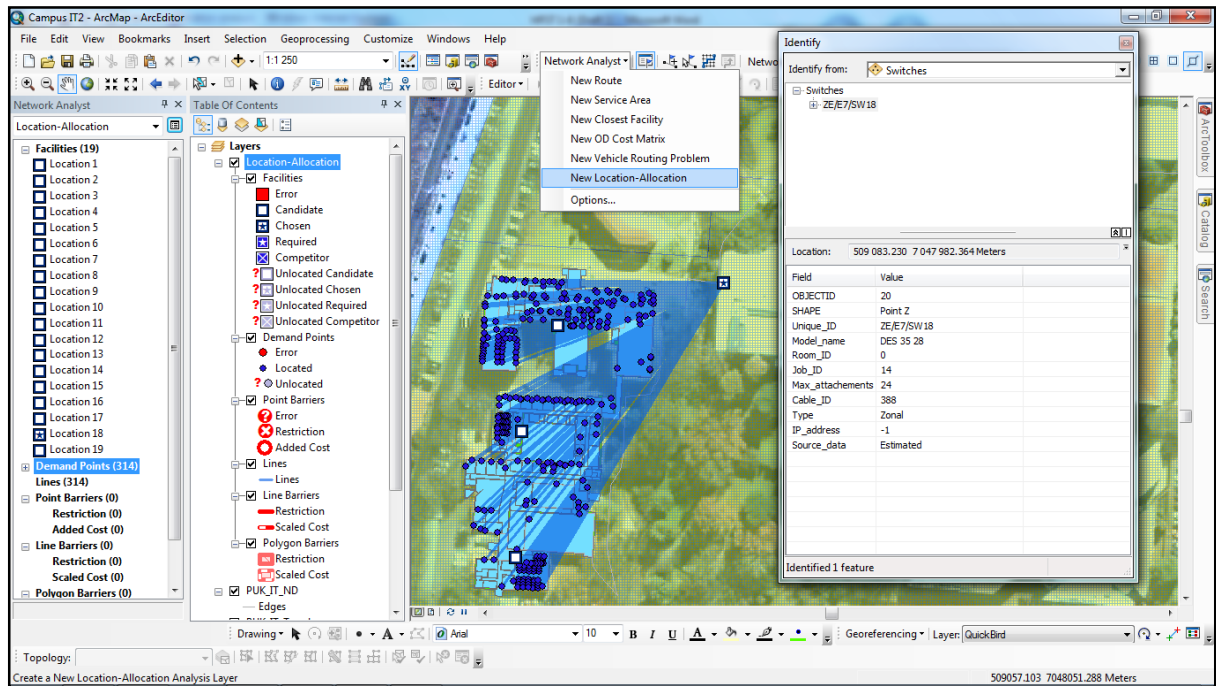 Campus IT2 - ArcMap - ArcEditor
File Edit View Bookmarks Insert Selection Geoprocessing Customize Windows Help
1:1 250
Network Analyst
Editor
Network Analyst
Location-Allocation
Facilities (19)
Location 1
Location 2
Location 3
Location 4
Location 5
Location 6
Location 7
Location 8
Location 9
Location 10
Location 11
Location 12
Location 13
Location 14
Location 15
Location 16
Location 17
Location 18
Location 19
Demand Points (314)
Lines (314)
Point Barriers (0)
Restriction (0)
Added Cost (0)
Line Barriers (0)
Restriction (0)
Scaled Cost (0)
Polygon Barriers (0)
Table Of Contents
Layers
Location-Allocation
Facilities
Error
Candidate
Chosen
Required
Competitor
Unlocated Candidate
Unlocated Chosen
Unlocated Required
Unlocated Competitor
Demand Points
Error
Located
Unlocated
Point Barriers
Error
Restriction
Added Cost
Lines
Lines
Line Barriers
Restriction
Scaled Cost
Polygon Barriers
Restriction
Scaled Cost
PUK_IT_ND
Edges
New Route
New Service Area
New Closest Facility
New OD Cost Matrix
New Vehicle Routing Problem
New Location-Allocation
Options...
Identify
Identify from: Switches
Switches
ZE/E7/SW18
Location: 509 083.230 7 047 982.364 Meters
Field Value
OBJECTID 20
SHAPE Point Z
Unique_ID ZE/E7/SW18
Model_name DES 35 28
Room_ID 0
Job_ID 14
Max_attachements 24
Cable_ID 388
Type Zonal
IP_address -1
Source_data Estimated
Identified 1 feature
ArcToolbox
Catalog
Search
Drawing A Arial 10 B I U A Georeferencing Layer: QuickBird
Topology:
Create a New Location-Allocation Analysis Layer
509057.103 7048051.288 Meters